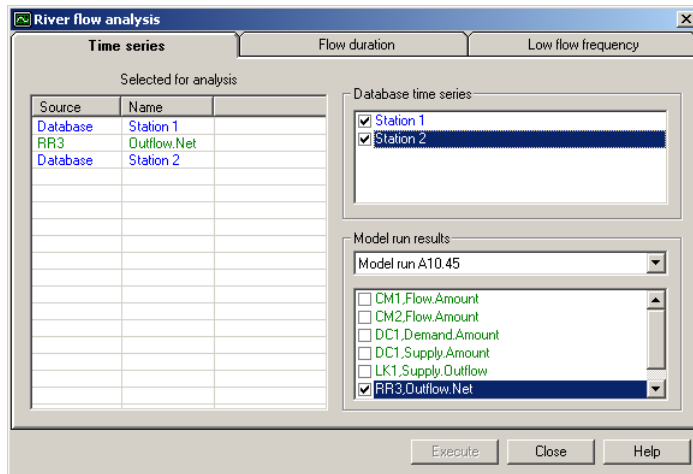 River flow analysis
Time series Flow duration Low flow frequency
Selected for analysis
Source Name
Database Station 1
RR3 Outflow.Net
Database Station 2
Database time series
Station 1
Station 2
Model run results
Model run A10.45
CM1,Flow.Amount
CM2,Flow.Amount
DC1,Demand.Amount
DC1,Supply.Amount
LK1,Supply.Outflow
RR3,Outflow.Net
Execute Close Help